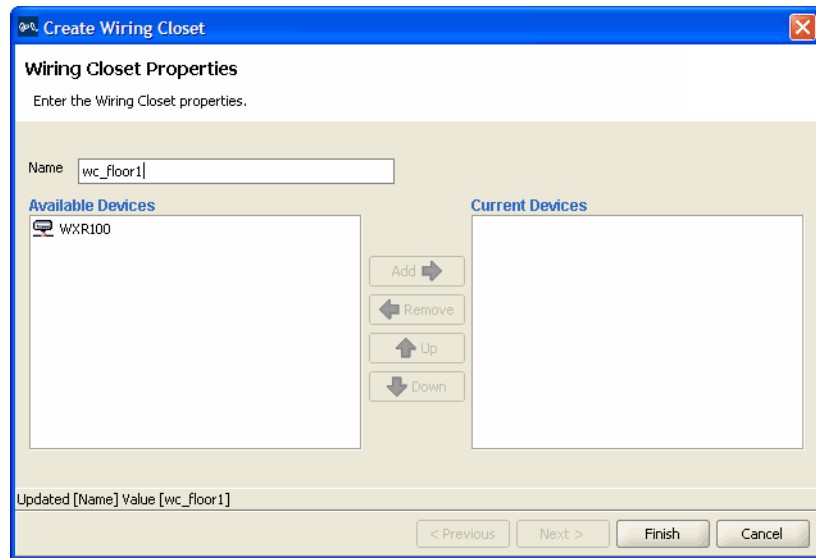 Create Wiring Closet
Wiring Closet Properties
Enter the Wiring Closet properties.
Name wc_floor1
Available Devices Current Devices
WXR100
Add
Remove
Up
Down
Updated [Name] Value [wc_floor1]
< Previous Next > Finish Cancel